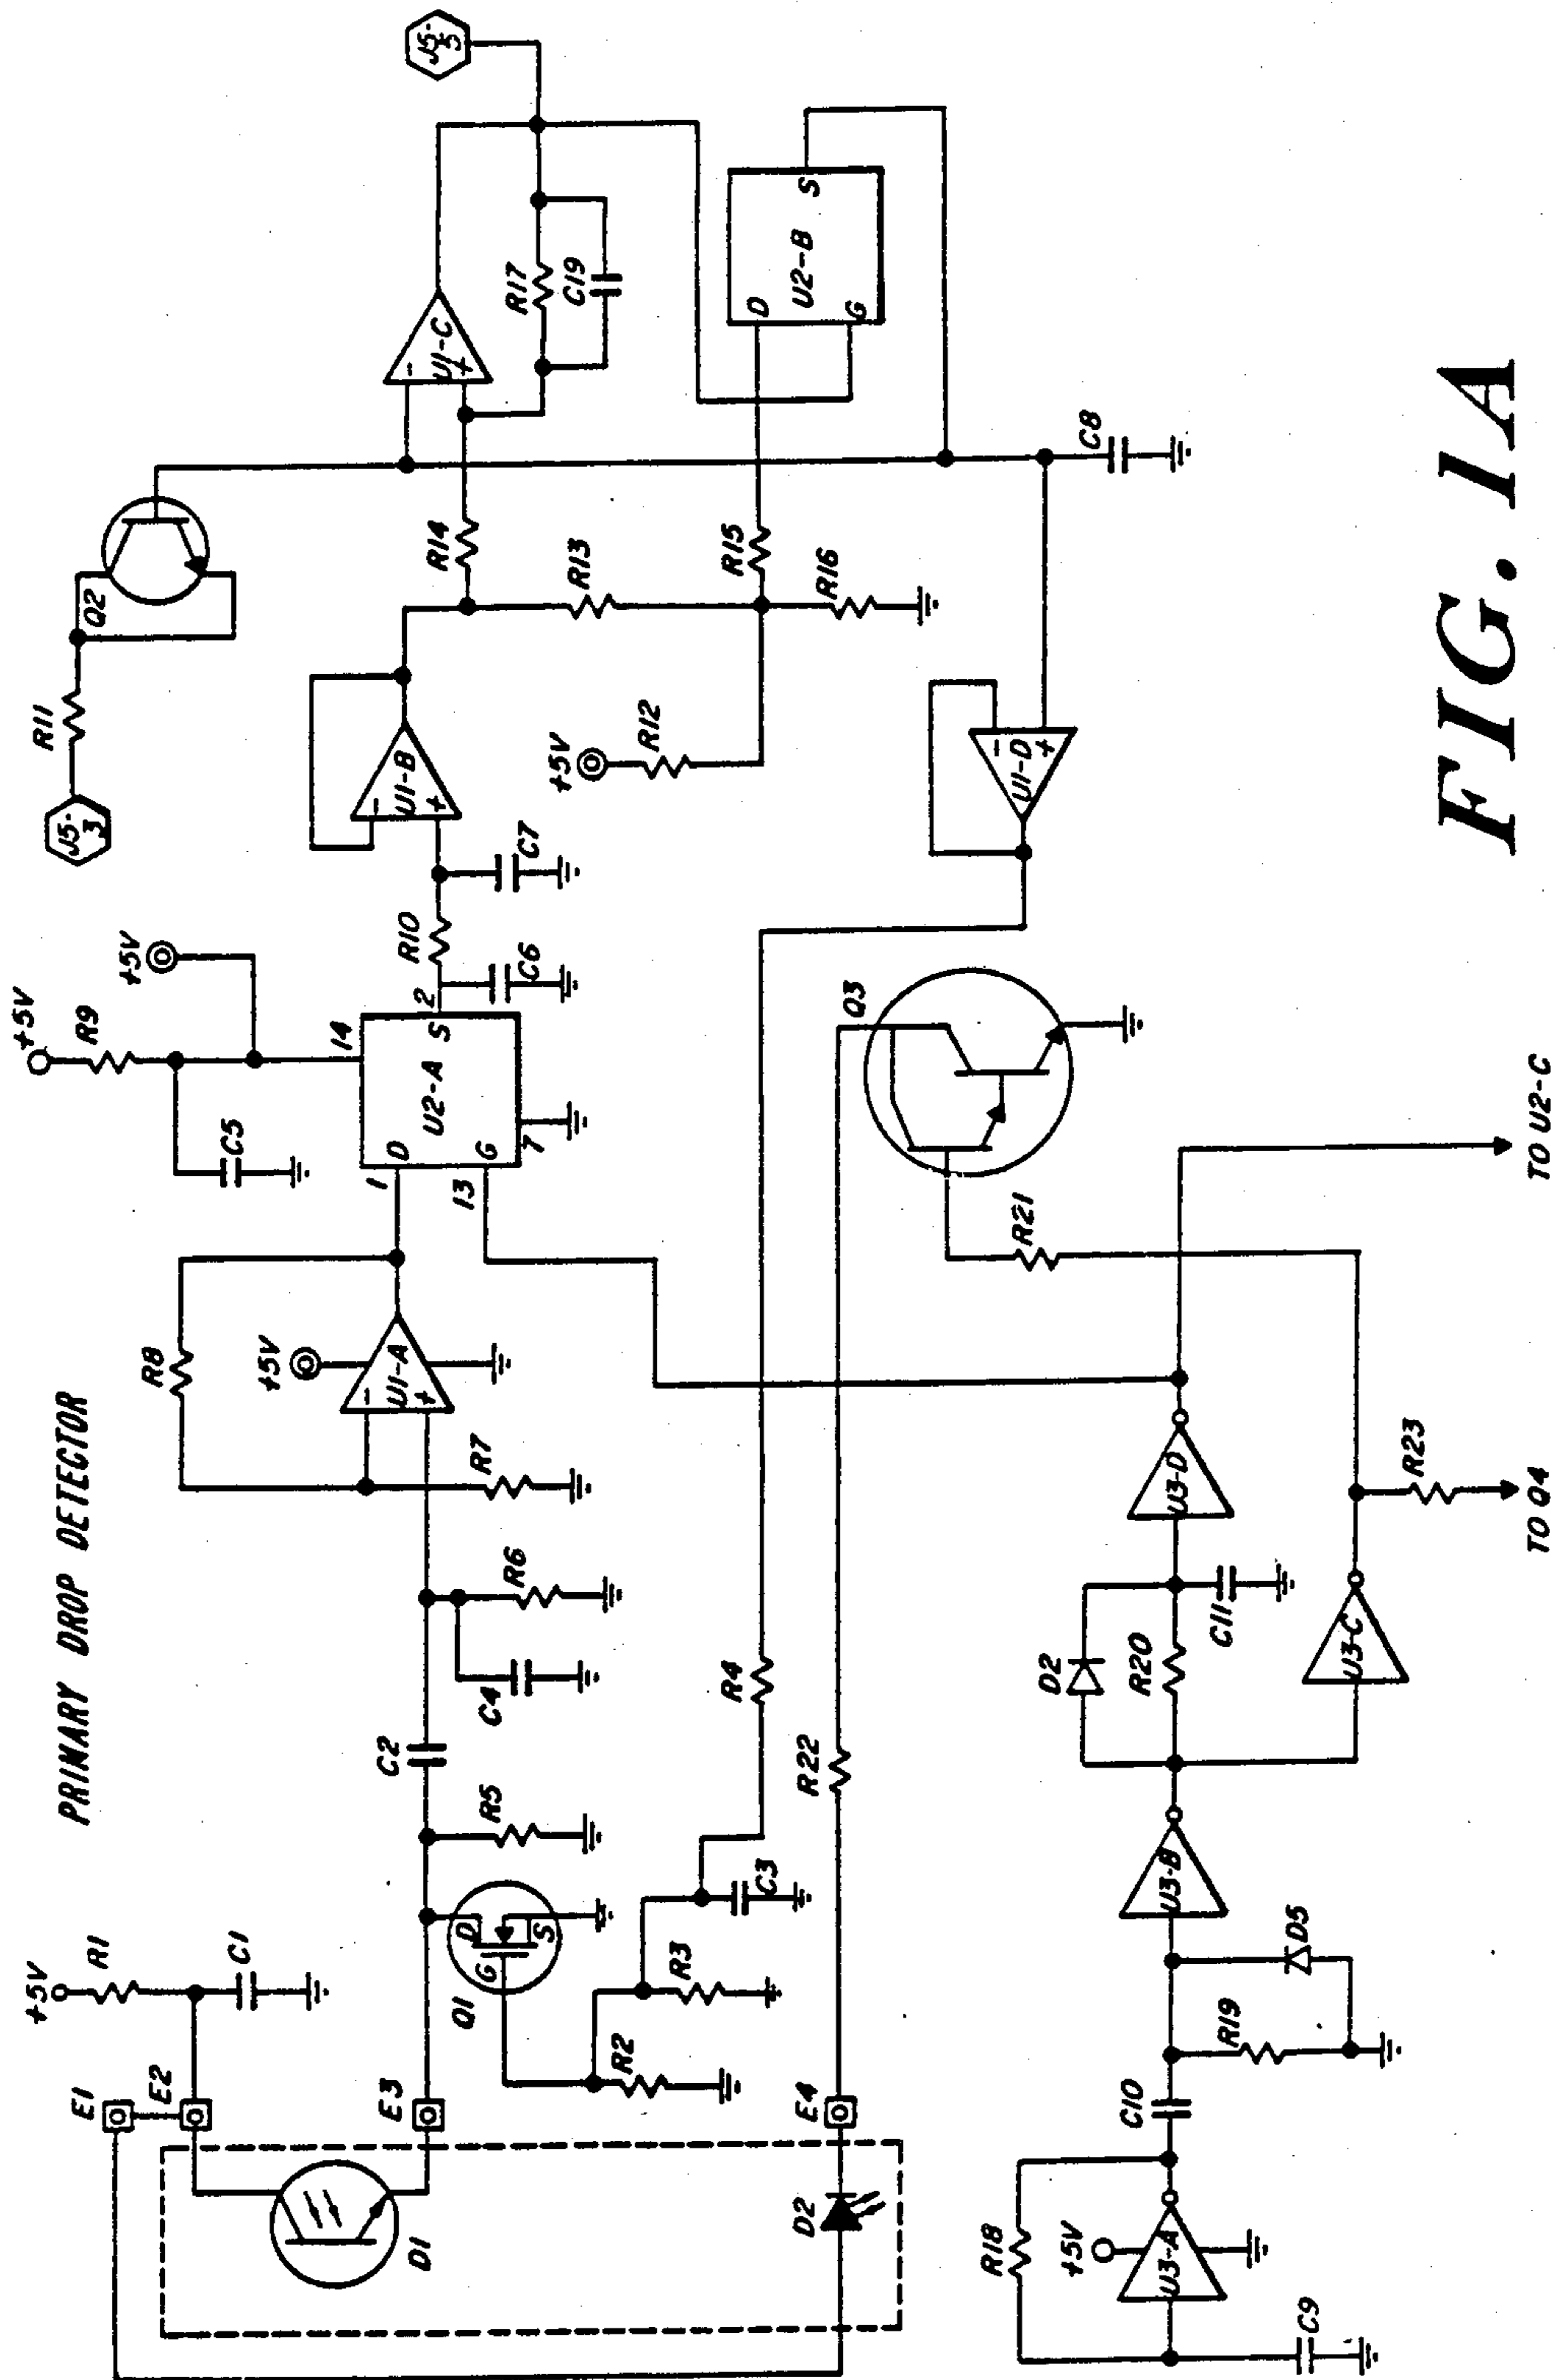 PRIMARY DROP DETECTOR
E1
E2
+5V
R1
C1
D1
E3
Q1
G
D
S
R5
C2
C4
R6
R7
R8
+5V
U1-A
-
+
+5V
R9
C5
+5V
14
1
D
13
G
U2-A
7
S
2
C6
R10
C7
U1-B
-
+
J5-
3
R11
Q2
R14
R13
+5V
R12
R15
R16
U1-C
-
+
R17
C19
J5-
5
D
G
U2-B
S
C8
U1-D
-
+
R2
R3
C3
R4
D2
E4
R22
Q3
R21
R18
+5V
U3-A
C9
C10
R19
D5
U3-B
D2
R20
C11
U3-D
U3-C
R23
TO Q4
TO U2-C
FIG. 1A